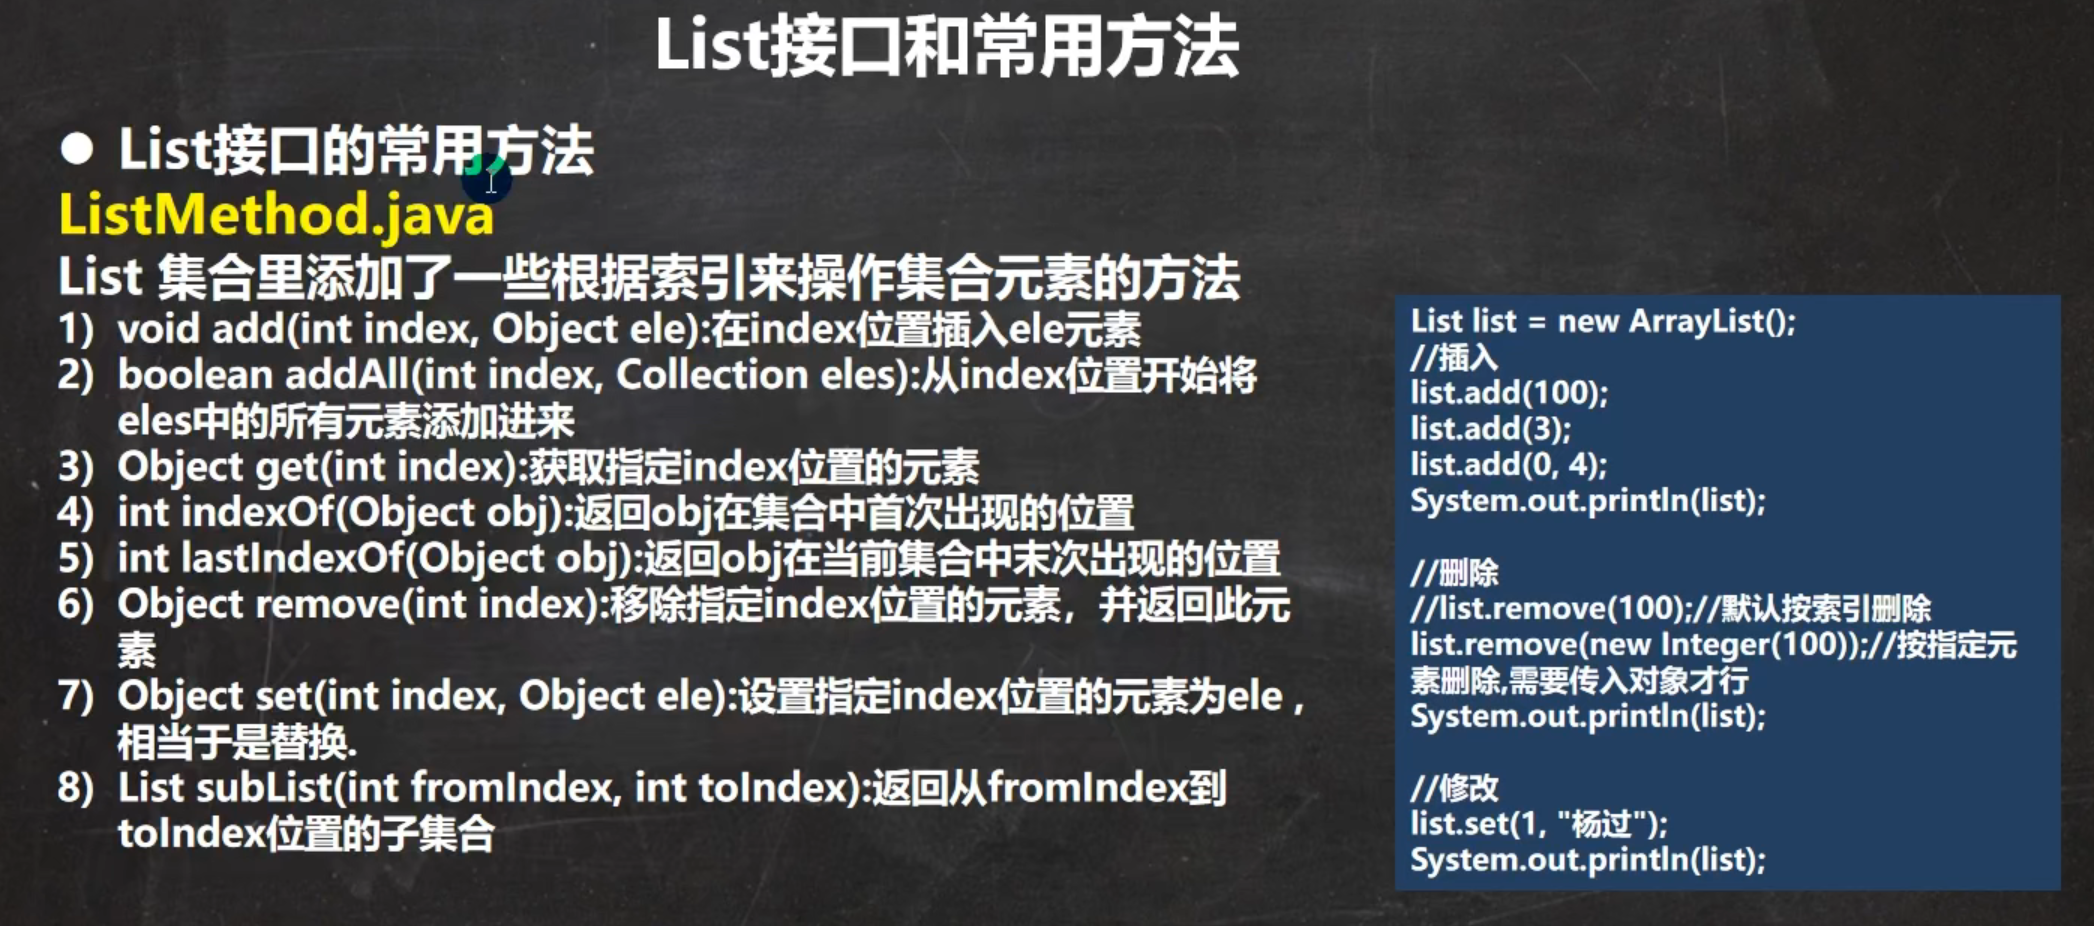 List接口和常用方法
● List接口的常用方法
ListMethod.java
List 集合里添加了一些根据索引来操作集合元素的方法
1) void add(int index, Object ele):在index位置插入ele元素
2) boolean addAll(int index, Collection eles):从index位置开始将
eles中的所有元素添加进来
3) Object get(int index):获取指定index位置的元素
4) int indexOf(Object obj):返回obj在集合中首次出现的位置
5) int lastIndexOf(Object obj):返回obj在当前集合中末次出现的位置
6) Object remove(int index):移除指定index位置的元素，并返回此元
素
7) Object set(int index, Object ele):设置指定index位置的元素为ele ,
相当于是替换.
8) List subList(int fromIndex, int toIndex):返回从fromIndex到
toIndex位置的子集合
List list = new ArrayList();
//插入
list.add(100);
list.add(3);
list.add(0, 4);
System.out.println(list);
//删除
//list.remove(100);//默认按索引删除
list.remove(new Integer(100));//按指定元
素删除,需要传入对象才行
System.out.println(list);
//修改
list.set(1, "杨过");
System.out.println(list);